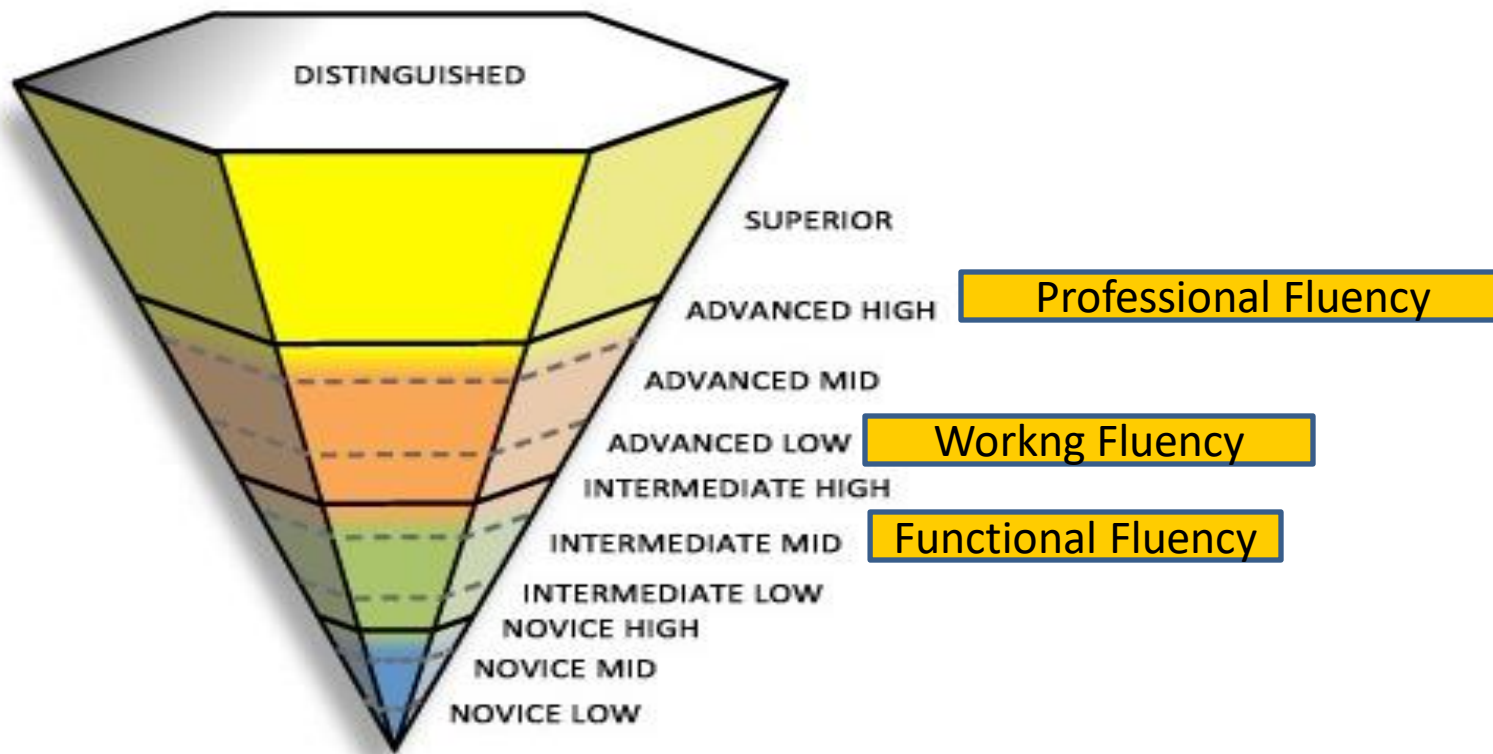 DISTINGUISHED
SUPERIOR
ADVANCED HIGH
Professional Fluency
ADVANCED MID
ADVANCED LOW
Workng Fluency
INTERMEDIATE HIGH
INTERMEDIATE MID
Functional Fluency
INTERMEDIATE LOW
NOVICE HIGH
NOVICE MID
NOVICE LOW